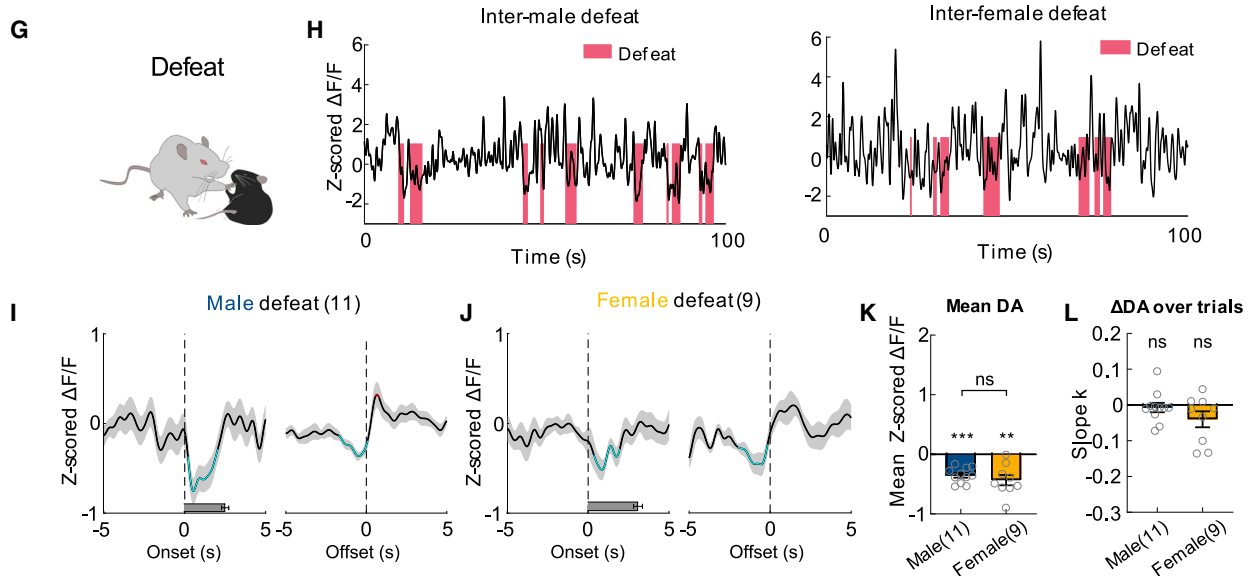 G
Defeat
H
Inter-male defeat
Defeat
Z-scored ΔF/F
6
4
2
0
-2
0
100
Time (s)
Inter-female defeat
Defeat
6
4
2
0
-2
0
100
Time (s)
I
Male defeat (11)
Z-scored ΔF/F
1
0
-1
-5
0
5
Onset (s)
-5
0
5
Offset (s)
J
Female defeat (9)
Z-scored ΔF/F
1
0
-1
-5
0
5
Onset (s)
-5
0
5
Offset (s)
K
Mean DA
Mean Z-scored ΔF/F
2
1
0
-1
ns
***
**
Male(11)
Female(9)
L
ΔDA over trials
Slope k
0.2
0.1
0
-0.1
-0.2
-0.3
ns
ns
Male(11)
Female(9)